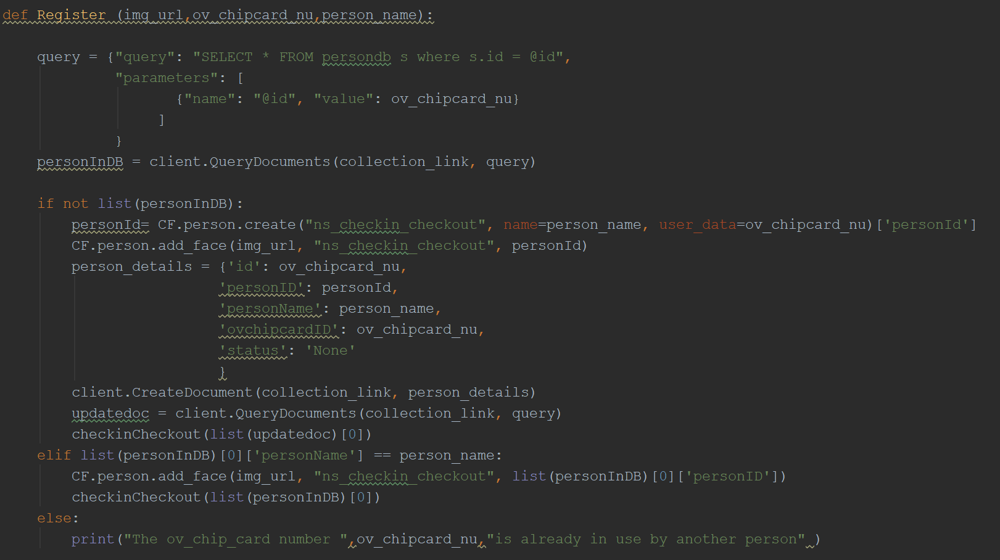 def Register (img_url,ov_chipcard_nu,person_name):
query = {"query": "SELECT * FROM persondb s where s.id = @id",
"parameters": [
{"name": "@id", "value": ov_chipcard_nu}
]
}
personInDB = client.QueryDocuments(collection_link, query)
if not list(personInDB):
personId= CF.person.create("ns_checkin_checkout", name=person_name, user_data=ov_chipcard_nu)['personId']
CF.person.add_face(img_url, "ns_checkin_checkout", personId)
person_details = {'id': ov_chipcard_nu,
'personID': personId,
'personName': person_name,
'ovchipcardID': ov_chipcard_nu,
'status': 'None'
}
client.CreateDocument(collection_link, person_details)
updatedoc = client.QueryDocuments(collection_link, query)
checkinCheckout(list(updatedoc)[0])
elif list(personInDB)[0]['personName'] == person_name:
CF.person.add_face(img_url, "ns_checkin_checkout", list(personInDB)[0]['personID'])
checkinCheckout(list(personInDB)[0])
else:
print("The ov_chip_card number ",ov_chipcard_nu,"is already in use by another person" )